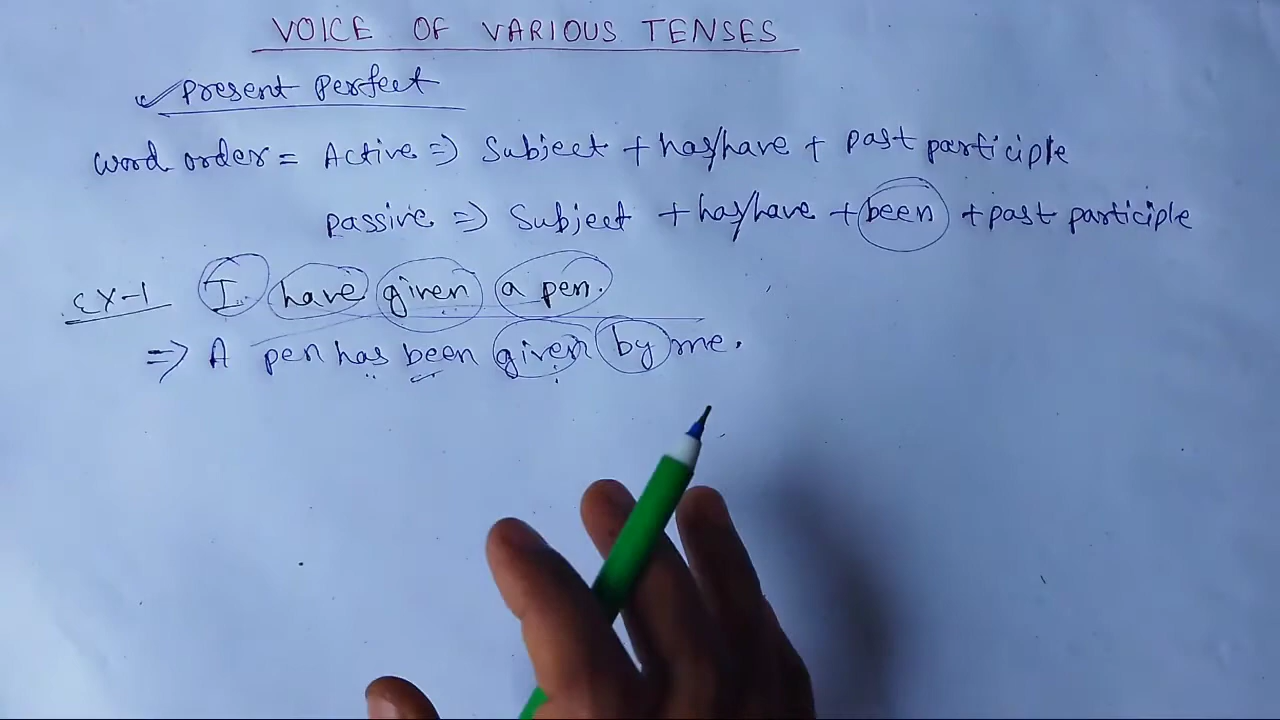 VOICE OF VARIOUS TENSES
Present Perfect
word order = Active => Subject + has/have + past participle
passive => Subject + has/have + been + past participle
EX-1 I have given a pen.
=> A pen has been given by me.